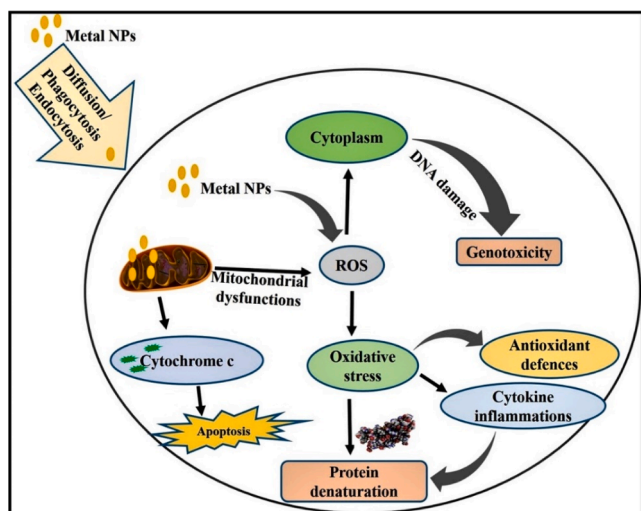 Metal NPs
Diffusion/
Phagocytosis
Endocytosis
Cytoplasm
DNA damage
Metal NPs
Genotoxicity
ROS
Mitochondrial
dysfunctions
Cytochrome c
Oxidative
stress
Antioxidant
defences
Cytokine
inflammations
Apoptosis
Protein
denaturation